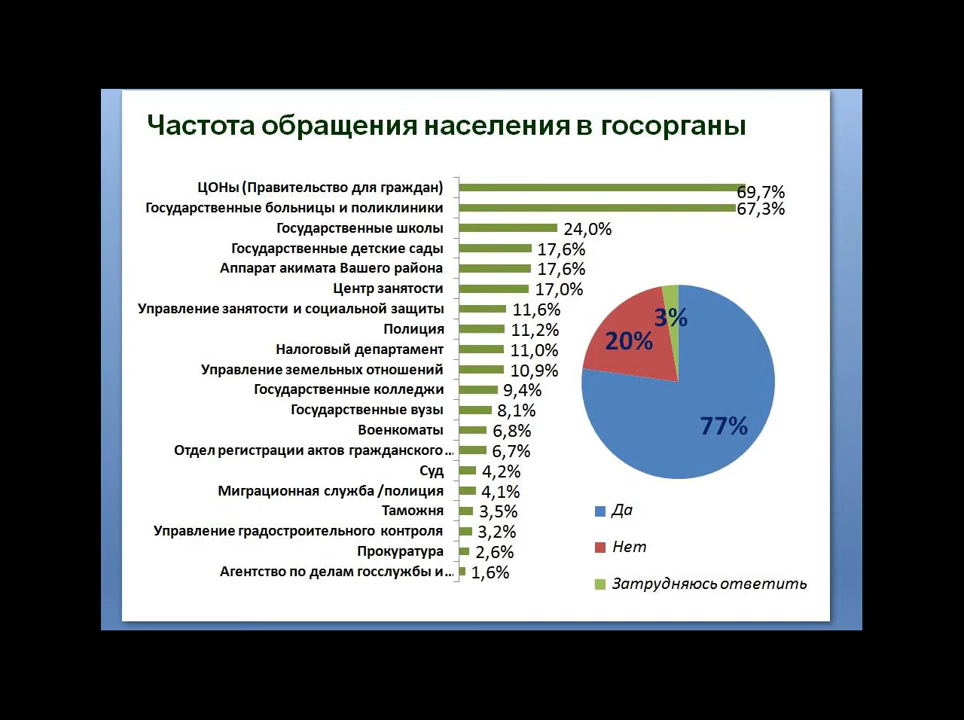 Частота обращения населения в госорганы
ЦОНы (Правительство для граждан) 69,7%
Государственные больницы и поликлиники 67,3%
Государственные школы 24,0%
Государственные детские сады 17,6%
Аппарат акимата Вашего района 17,6%
Центр занятости 17,0%
Управление занятости и социальной защиты 11,6%
Полиция 11,2%
Налоговый департамент 11,0%
Управление земельных отношений 10,9%
Государственные колледжи 9,4%
Государственные вузы 8,1%
Военкоматы 6,8%
Отдел регистрации актов гражданского... 6,7%
Суд 4,2%
Миграционная служба /полиция 4,1%
Таможня 3,5%
Управление градостроительного контроля 3,2%
Прокуратура 2,6%
Агентство по делам госслужбы и... 1,6%
3%
20%
77%
Да
Нет
Затрудняюсь ответить